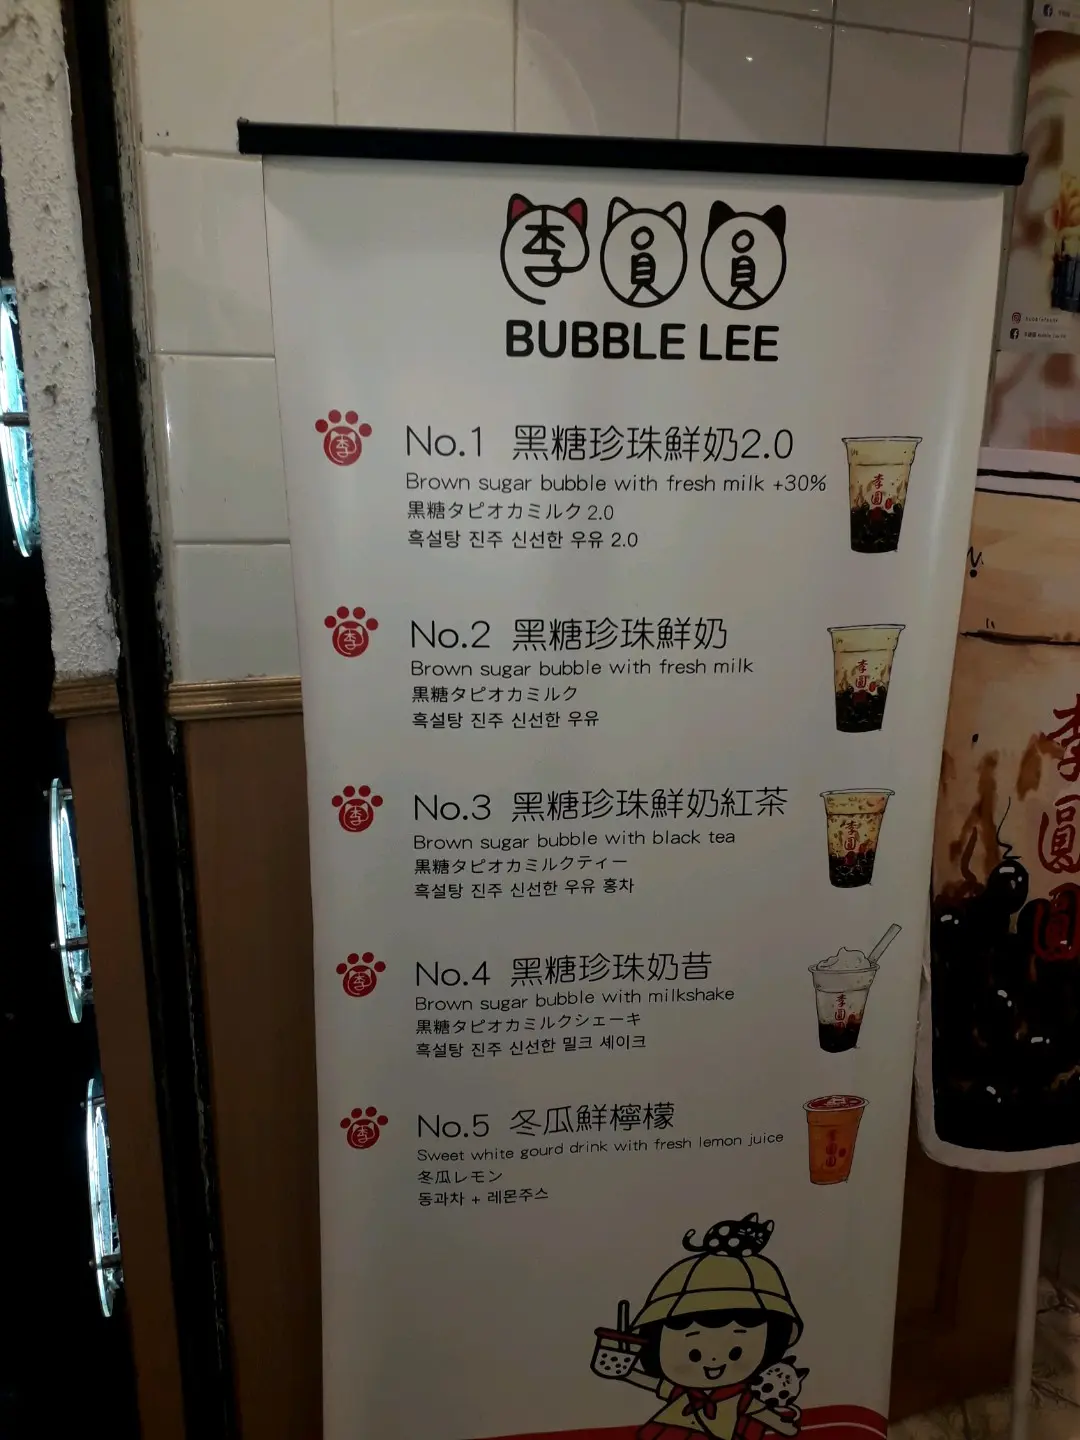 李圓圓
BUBBLE LEE
No.1 黑糖珍珠鮮奶2.0
Brown sugar bubble with fresh milk +30%
黒糖タピオカミルク 2.0
흑설탕 진주 신선한 우유 2.0
No.2 黑糖珍珠鮮奶
Brown sugar bubble with fresh milk
黒糖タピオカミルク
흑설탕 진주 신선한 우유
No.3 黑糖珍珠鮮奶紅茶
Brown sugar bubble with black tea
黒糖タピオカミルクティー
흑설탕 진주 신선한 우유 홍차
No.4 黑糖珍珠奶昔
Brown sugar bubble with milkshake
黒糖タピオカミルクシェーキ
흑설탕 진주 신선한 밀크 셰이크
No.5 冬瓜鮮檸檬
Sweet white gourd drink with fresh lemon juice
冬瓜レモン
동과차 + 레몬주스
李圓圓